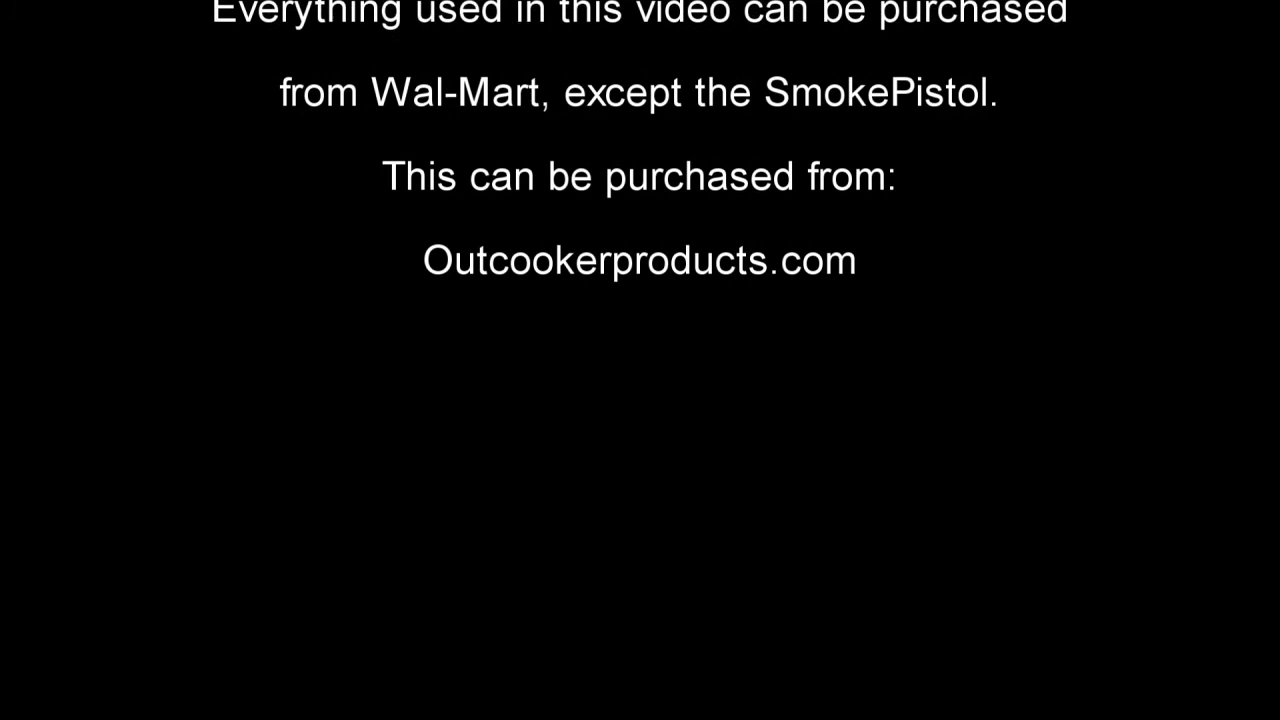 Everything used in this video can be purchased
from Wal-Mart, except the SmokePistol.
This can be purchased from:
Outcookerproducts.com